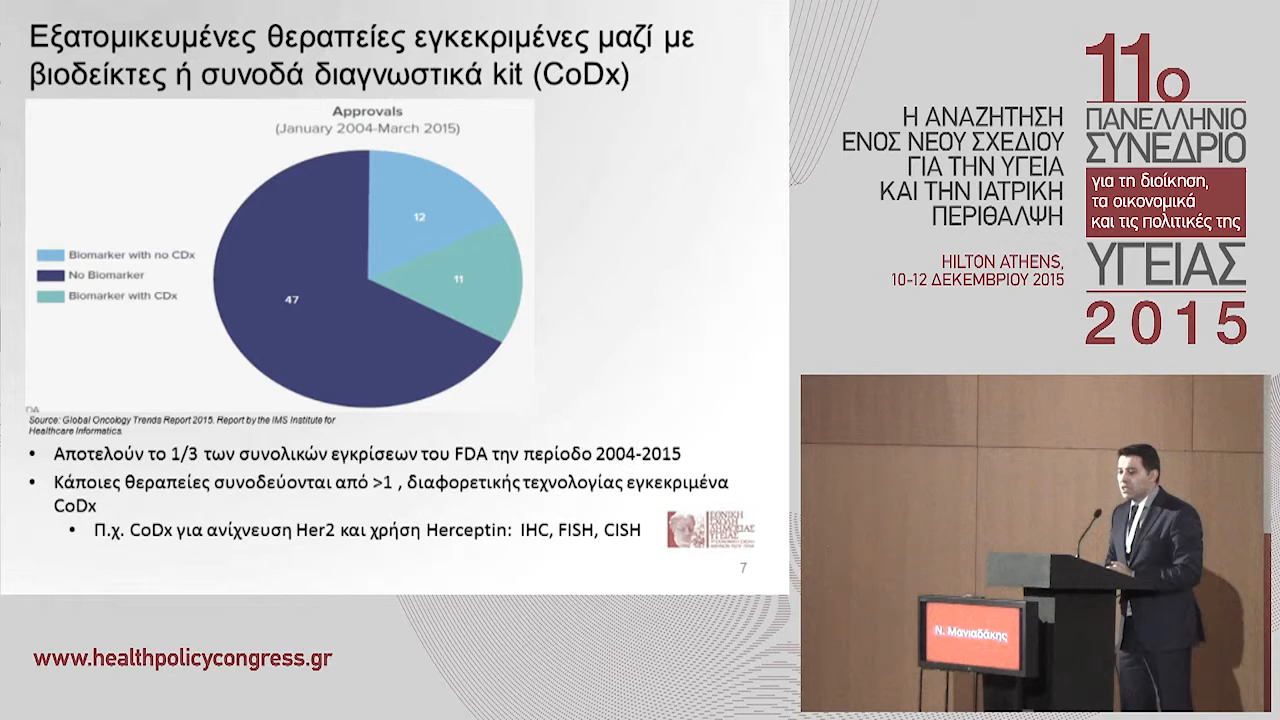 Εξατομικευμένες θεραπείες εγκεκριμένες μαζί με
βιοδείκτες ή συνοδά διαγνωστικά kit (CoDx)
Approvals
(January 2004-March 2015)
12
11
47
Biomarker with no CDx
No Biomarker
Biomarker with CDx
Source: Global Oncology Trends Report 2015. Report by the IMS Institute for
Healthcare Informatics.
• Αποτελούν το 1/3 των συνολικών εγκρίσεων του FDA την περίοδο 2004-2015
• Κάποιες θεραπείες συνοδεύονται από >1 , διαφορετικής τεχνολογίας εγκεκριμένα
CoDx
• Π.χ. CoDx για ανίχνευση Her2 και χρήση Herceptin: IHC, FISH, CISH
ΕΘΝΙΚΗ
ΣΧΟΛΗ
ΔΗΜΟΣΙΑΣ
ΥΓΕΙΑΣ
7
Η ΑΝΑΖΗΤΗΣΗ
ΕΝΟΣ ΝΕΟΥ ΣΧΕΔΙΟΥ
ΓΙΑ ΤΗΝ ΥΓΕΙΑ
ΚΑΙ ΤΗΝ ΙΑΤΡΙΚΗ
ΠΕΡΙΘΑΛΨΗ
HILTON ATHENS,
10-12 ΔΕΚΕΜΒΡΙΟΥ 2015
11ο
ΠΑΝΕΛΛΗΝΙΟ
ΣΥΝΕΔΡΙΟ
για τη διοίκηση,
τα οικονομικά
και τις πολιτικές της
ΥΓΕΙΑΣ
2015
Ν. Μανιαδάκης
www.healthpolicycongress.gr